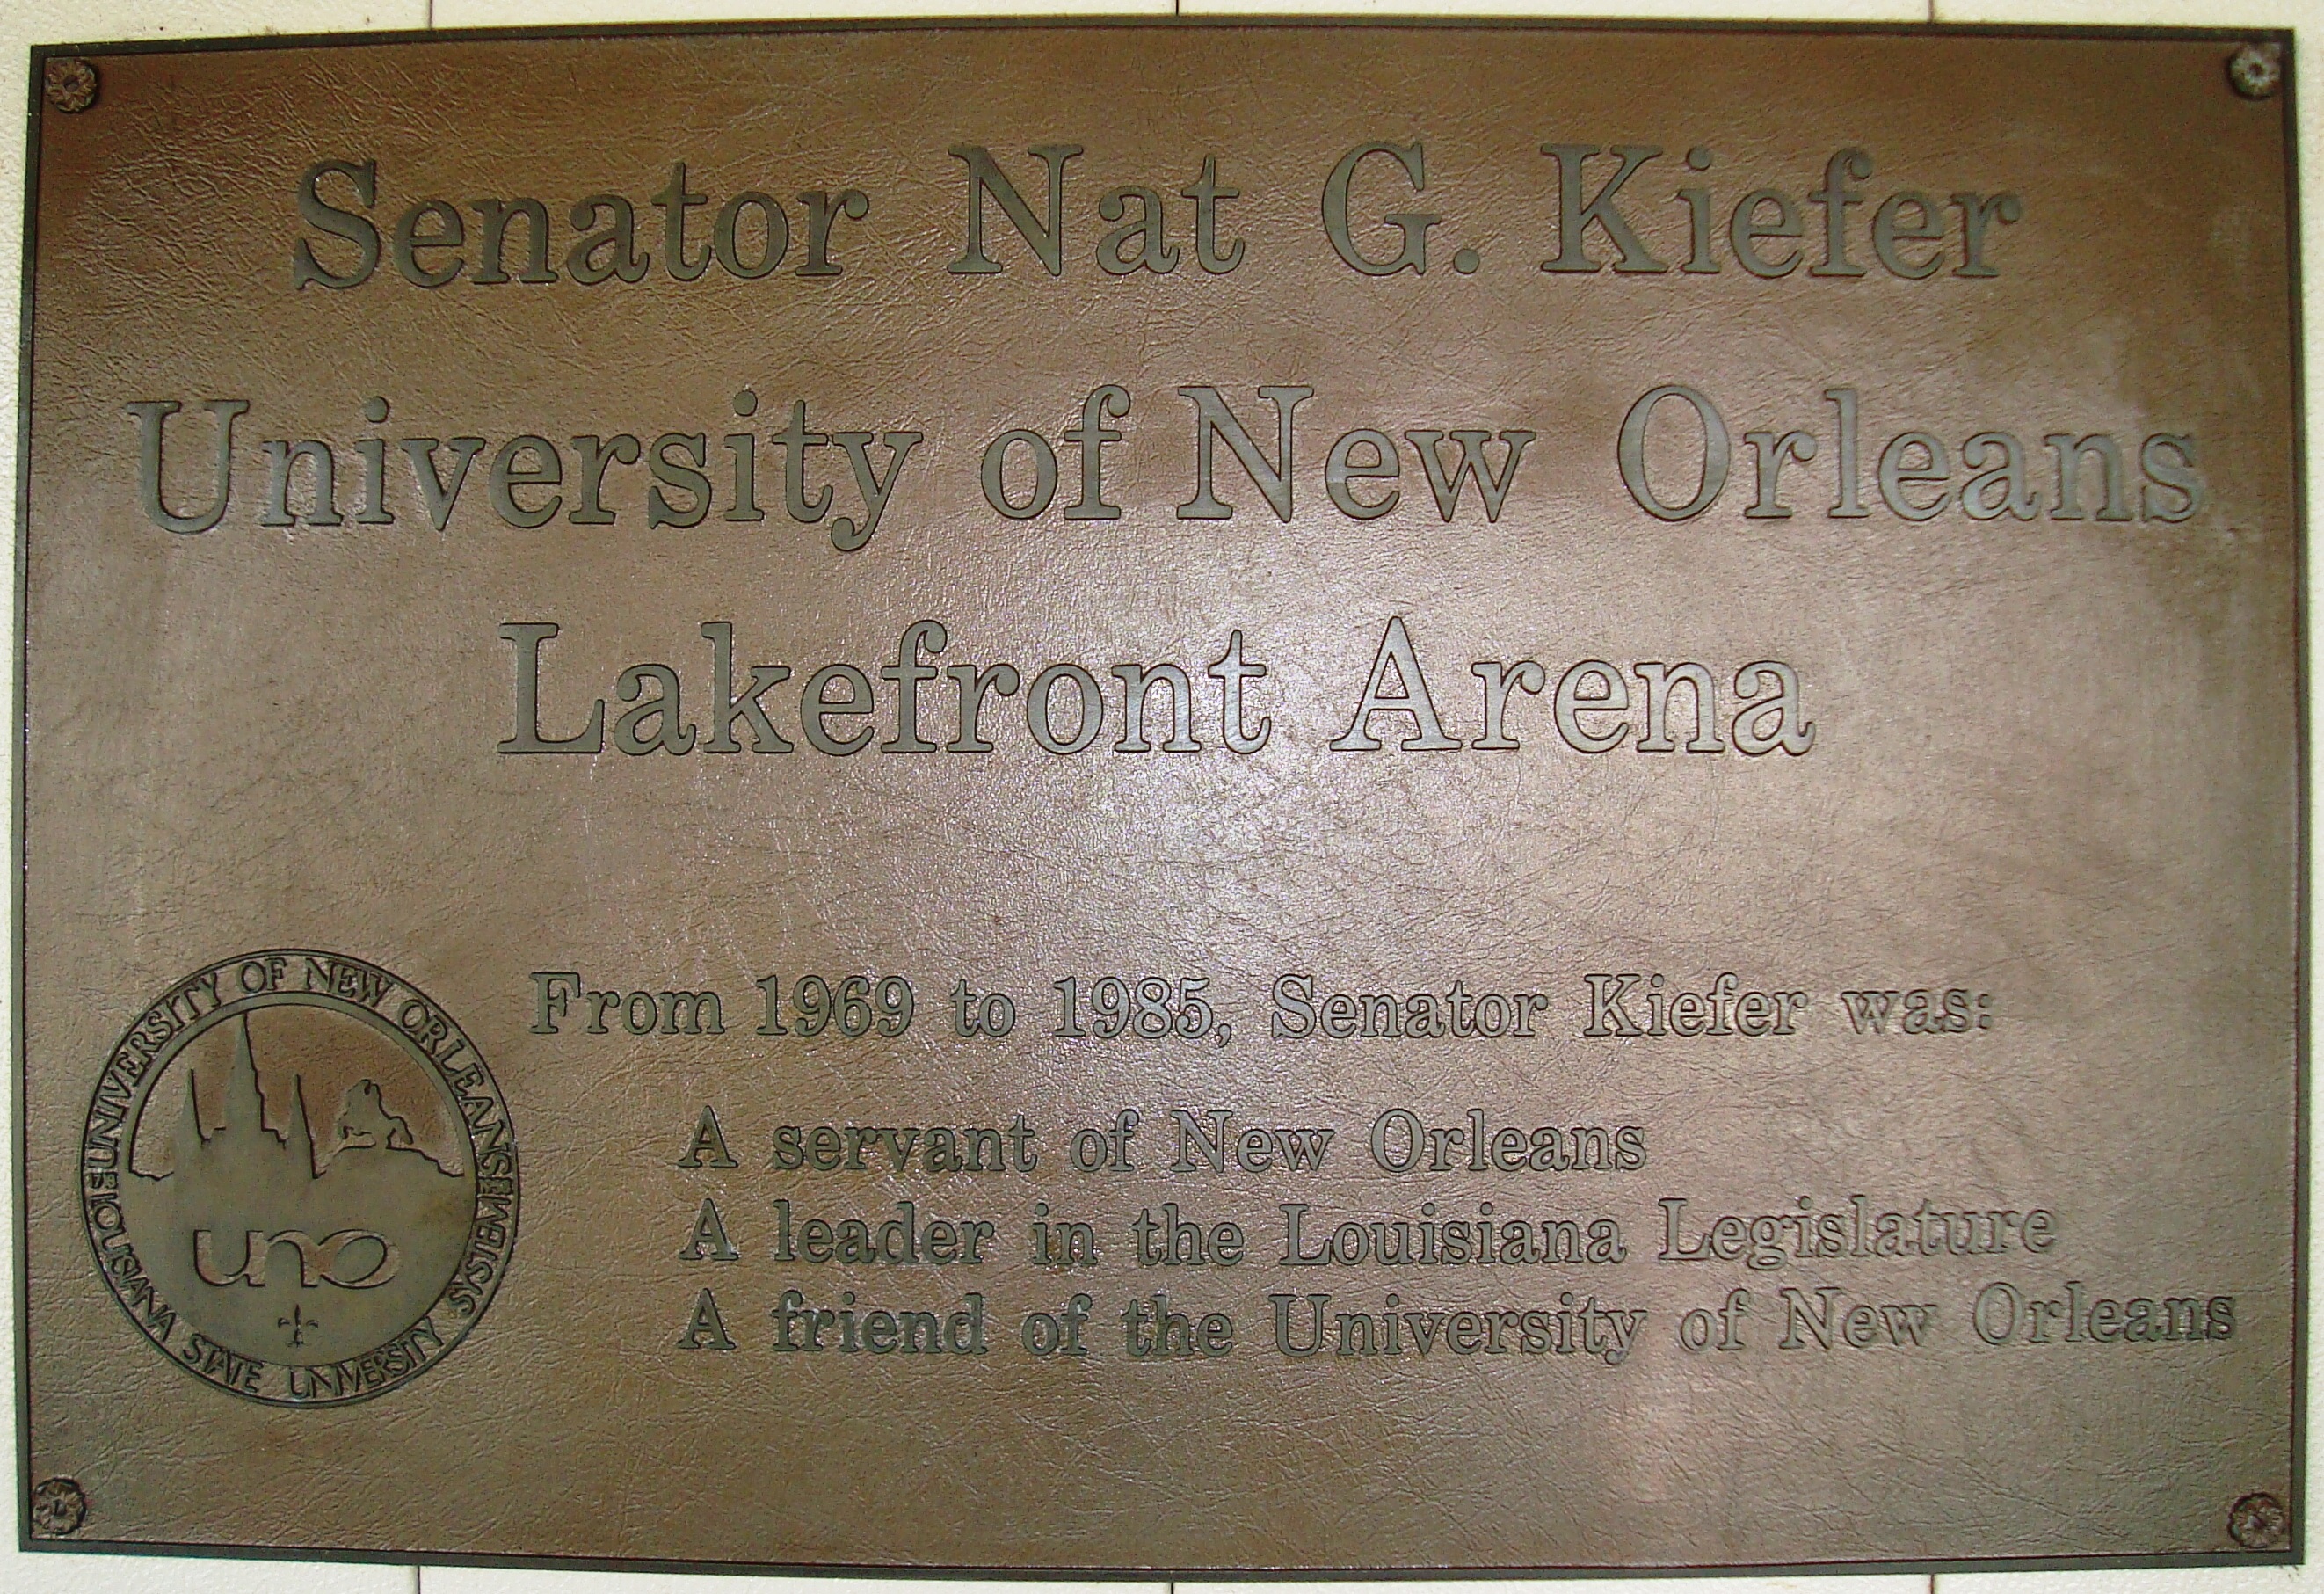 Senator Nat G. Kiefer
University of New Orleans
Lakefront Arena
From 1969 to 1985, Senator Kiefer was:
A servant of New Orleans
A leader in the Louisiana Legislature
A friend of the University of New Orleans
UNIVERSITY OF NEW ORLEANS
LOUISIANA STATE UNIVERSITY SYSTEM
uno